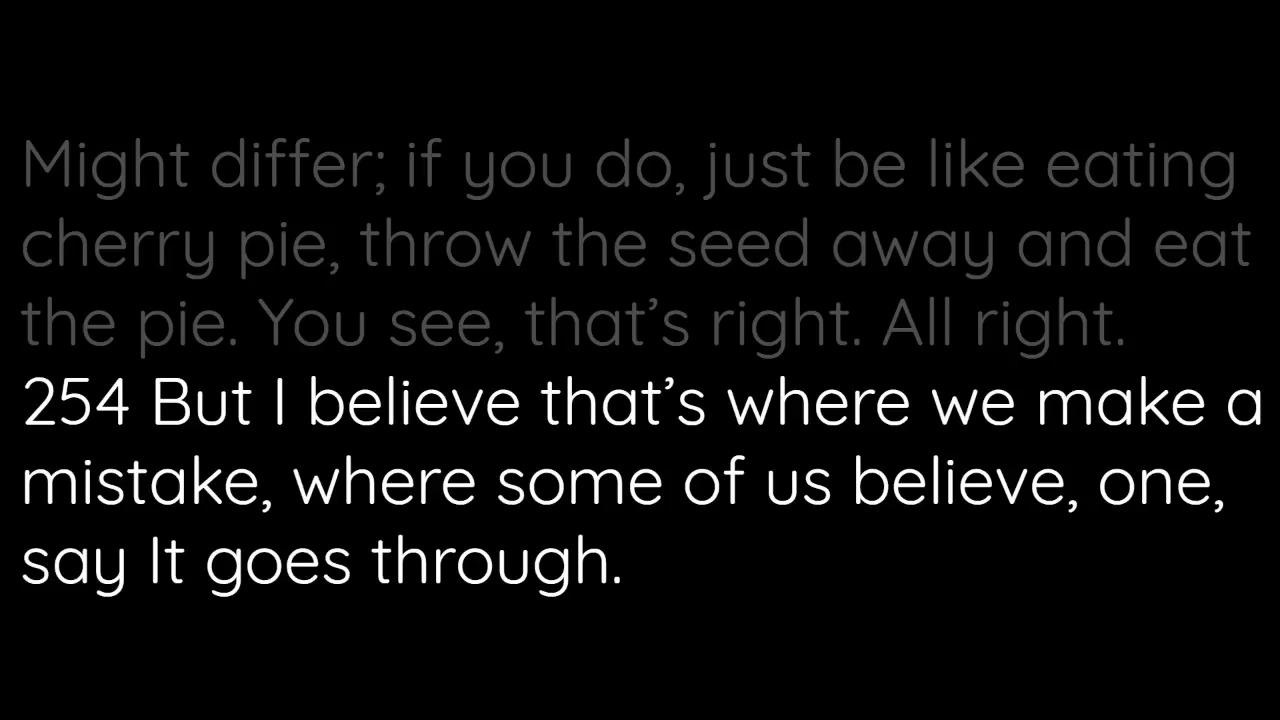 Might differ; if you do, just be like eating
cherry pie, throw the seed away and eat
the pie. You see, that’s right. All right.
254 But I believe that’s where we make a
mistake, where some of us believe, one,
say It goes through.